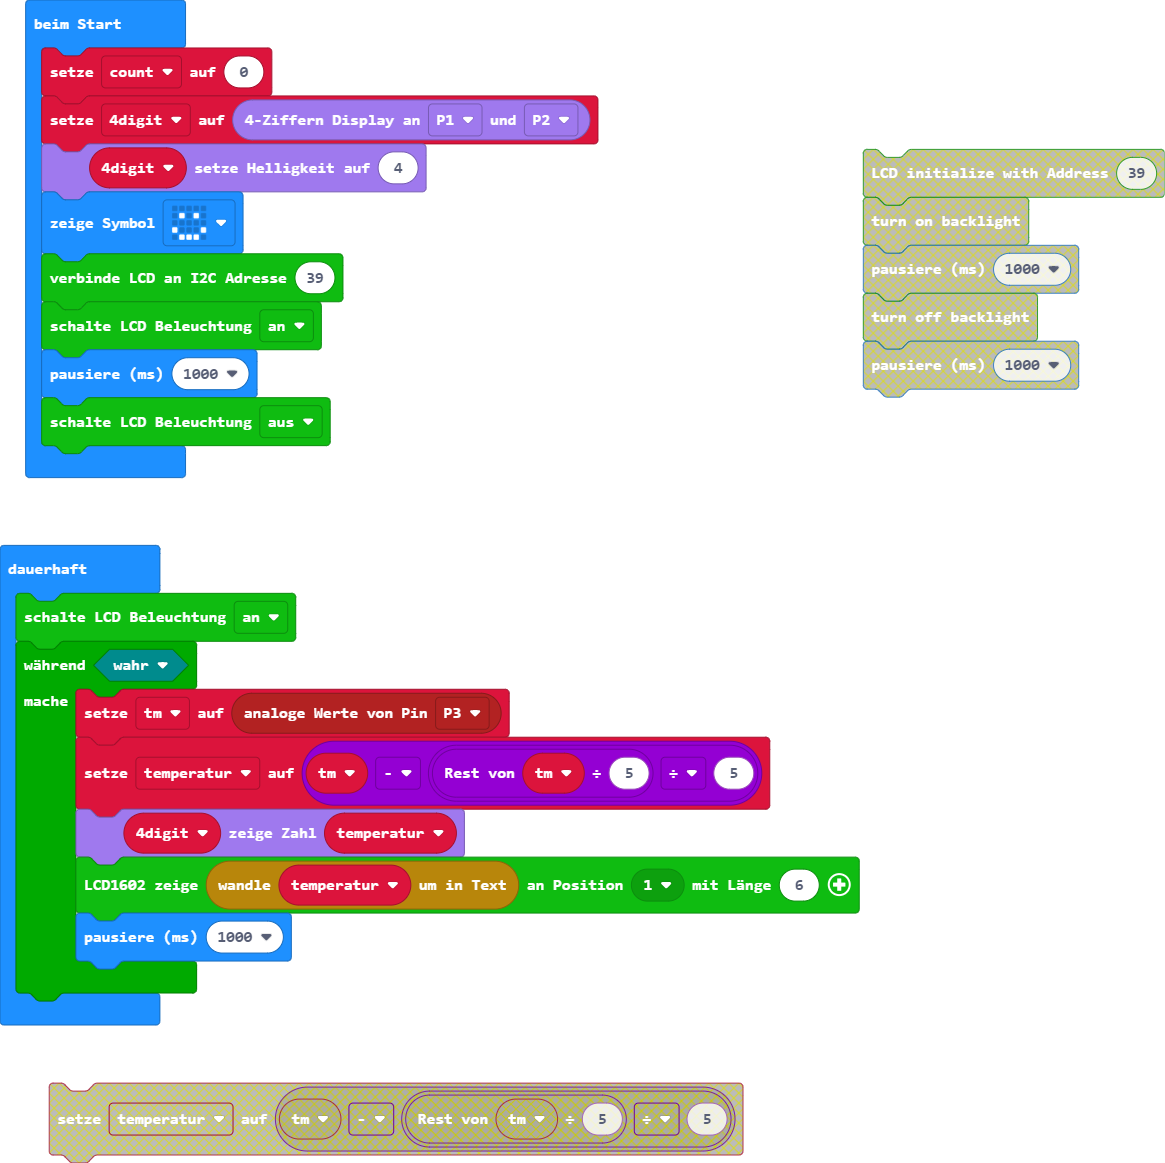 beim Start
setze count auf 0
setze 4digit auf 4-Ziffern Display an P1 und P2
4digit setze Helligkeit auf 4
zeige Symbol
verbinde LCD an I2C Adresse 39
schalte LCD Beleuchtung an
pausiere (ms) 1000
schalte LCD Beleuchtung aus
LCD initialize with Address 39
turn on backlight
pausiere (ms) 1000
turn off backlight
pausiere (ms) 1000
dauerhaft
schalte LCD Beleuchtung an
während wahr
mache
setze tm auf analoge Werte von Pin P3
setze temperatur auf tm - Rest von tm ÷ 5 ÷ 5
4digit zeige Zahl temperatur
LCD1602 zeige wandle temperatur um in Text an Position 1 mit Länge 6
pausiere (ms) 1000
setze temperatur auf tm - Rest von tm ÷ 5 ÷ 5